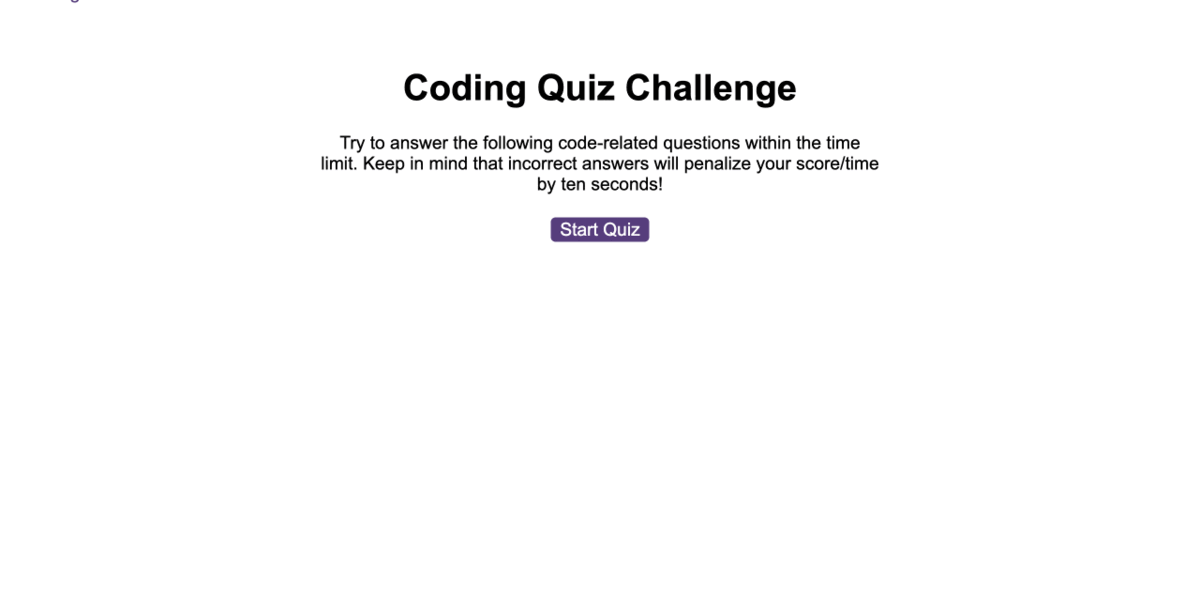 Coding Quiz Challenge
Try to answer the following code-related questions within the time
limit. Keep in mind that incorrect answers will penalize your score/time
by ten seconds!
Start Quiz